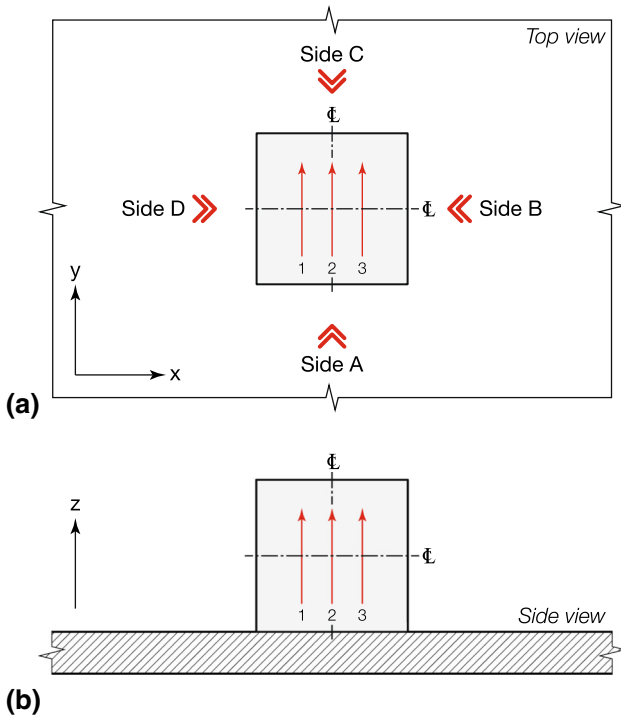 Top view
Side C
℄
Side D
℄
Side B
1 2 3
y
x
Side A
(a)
℄
z
℄
1 2 3
Side view
(b)